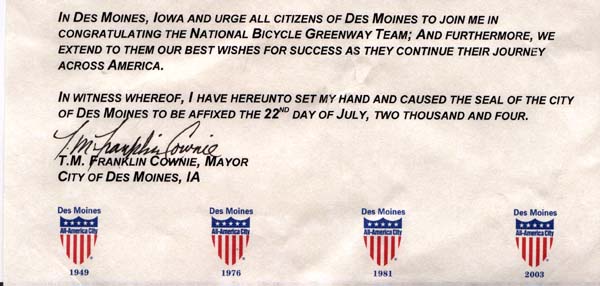 In Des Moines, Iowa and urge all citizens of Des Moines to join me in
congratulating the National Bicycle Greenway Team; And furthermore, we
extend to them our best wishes for success as they continue their journey
across America.
In witness whereof, I have hereunto set my hand and caused the seal of the city
of Des Moines to be affixed the 22nd day of July, two thousand and four.
T.M. Franklin Cownie
T.M. Franklin Cownie, Mayor
City of Des Moines, IA
Des Moines Des Moines Des Moines Des Moines
All-America City All-America City All-America City All-America City
1949 1976 1981 2003